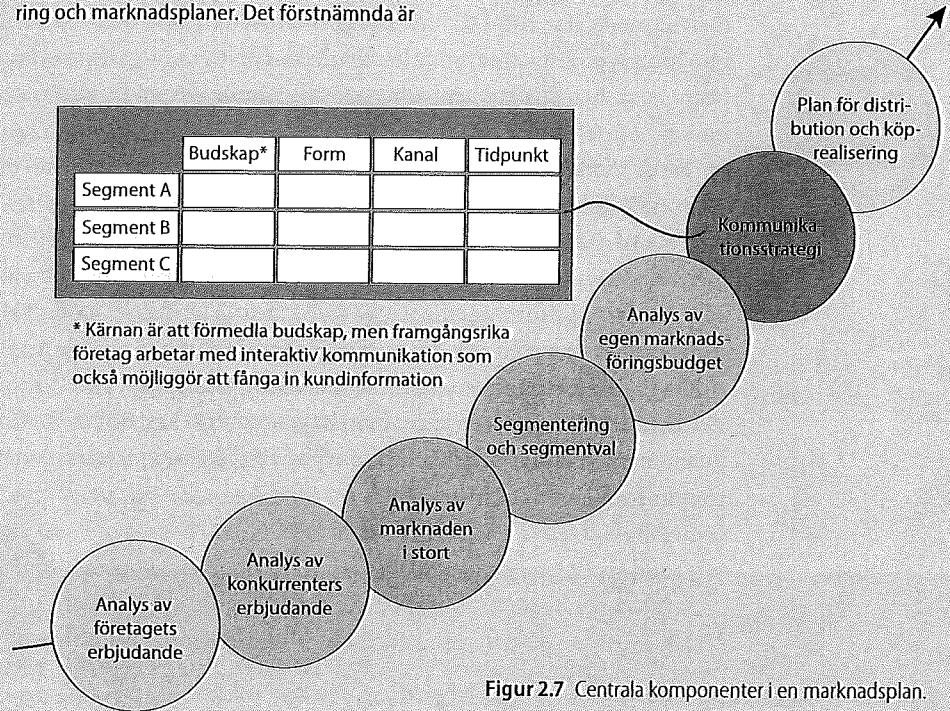 ring och marknadsplaner. Det förstnämnda är
Budskap* Form Kanal Tidpunkt
Segment A
Segment B
Segment C
* Kärnan är att förmedla budskap, men framgångsrika
företag arbetar med interaktiv kommunikation som
också möjliggör att fånga in kundinformation
Analys av
företagets
erbjudande
Analys av
konkurrenters
erbjudande
Analys av
marknaden
i stort
Segmentering
och segmentval
Analys av
egen marknads-
föringsbudget
Kommunika-
tionsstrategi
Plan för distri-
bution och köp-
realisering
Figur 2.7 Centrala komponenter i en marknadsplan.